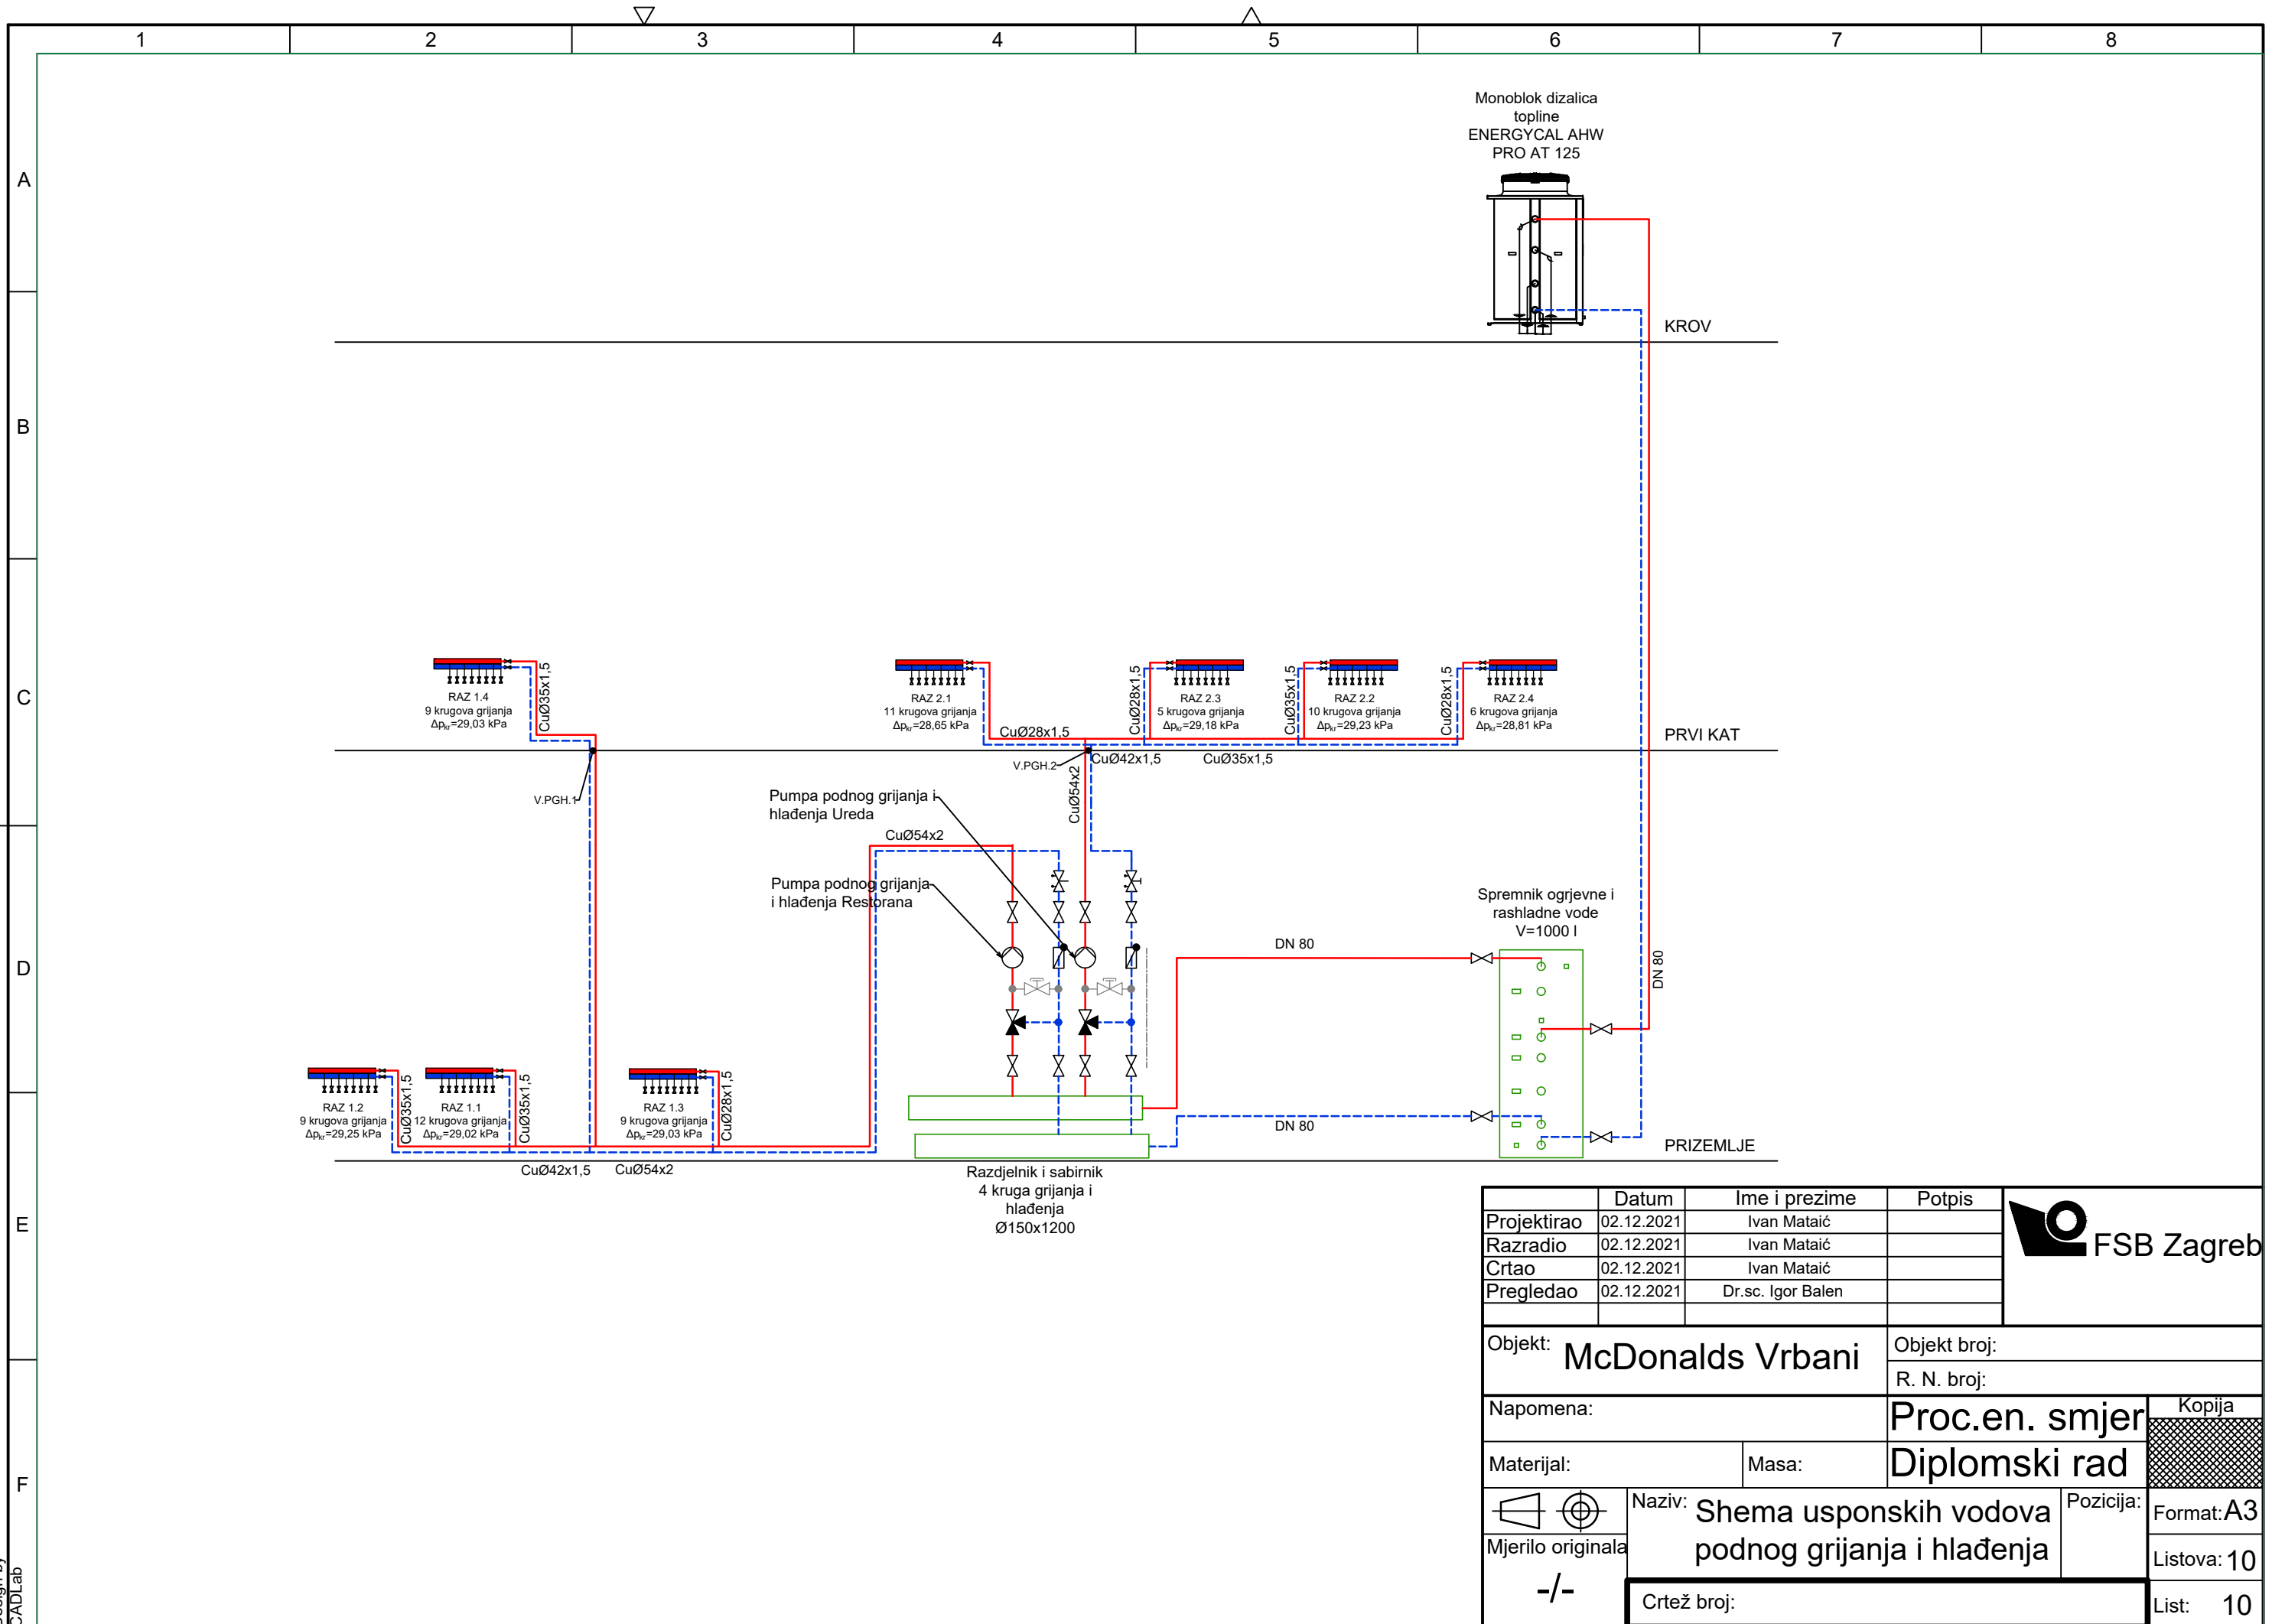 1 2 3 4 5 6 7 8
A
B
C
D
E
F
Monoblok dizalica
topline
ENERGYCAL AHW
PRO AT 125
KROV
RAZ 1.4
9 krugova grijanja
Δpkr=29,03 kPa
CuØ35x1,5
RAZ 2.1
11 krugova grijanja
Δpkr=28,65 kPa
CuØ28x1,5
CuØ28x1,5
RAZ 2.3
5 krugova grijanja
Δpkr=29,18 kPa
CuØ35x1,5
RAZ 2.2
10 krugova grijanja
Δpkr=29,23 kPa
CuØ28x1,5
RAZ 2.4
6 krugova grijanja
Δpkr=28,81 kPa
PRVI KAT
V.PGH.1
V.PGH.2
CuØ42x1,5
CuØ35x1,5
CuØ54x2
Pumpa podnog grijanja i
hlađenja Ureda
CuØ54x2
Pumpa podnog grijanja
i hlađenja Restorana
Spremnik ogrjevne i
rashladne vode
V=1000 l
DN 80
DN 80
DN 80
RAZ 1.2
9 krugova grijanja
Δpkr=29,25 kPa
CuØ35x1,5
RAZ 1.1
12 krugova grijanja
Δpkr=29,02 kPa
CuØ35x1,5
RAZ 1.3
9 krugova grijanja
Δpkr=29,03 kPa
CuØ28x1,5
PRIZEMLJE
CuØ42x1,5
CuØ54x2
Razdjelnik i sabirnik
4 kruga grijanja i
hlađenja
Ø150x1200
Datum Ime i prezime Potpis
Projektirao 02.12.2021 Ivan Mataić
Razradio 02.12.2021 Ivan Mataić
Crtao 02.12.2021 Ivan Mataić
Pregledao 02.12.2021 Dr.sc. Igor Balen
FSB Zagreb
Objekt: McDonalds Vrbani
Objekt broj:
R. N. broj:
Napomena:
Proc.en. smjer
Kopija
Materijal:
Masa:
Diplomski rad
Naziv: Shema usponskih vodova
podnog grijanja i hlađenja
Pozicija:
Format: A3
Mjerilo originala
-/-
Listova: 10
Crtež broj:
List: 10
Design by
CADLab